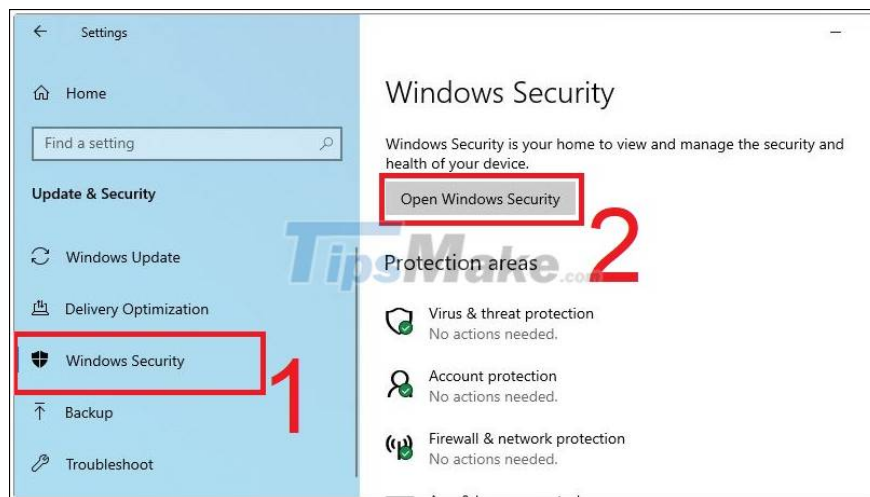 Settings
Home
Find a setting
Update & Security
Windows Update
Delivery Optimization
Windows Security
1
Backup
Troubleshoot
Windows Security
Windows Security is your home to view and manage the security and
health of your device.
Open Windows Security
2
TipsMake.com
Protection areas
Virus & threat protection
No actions needed.
Account protection
No actions needed.
Firewall & network protection
No actions needed.